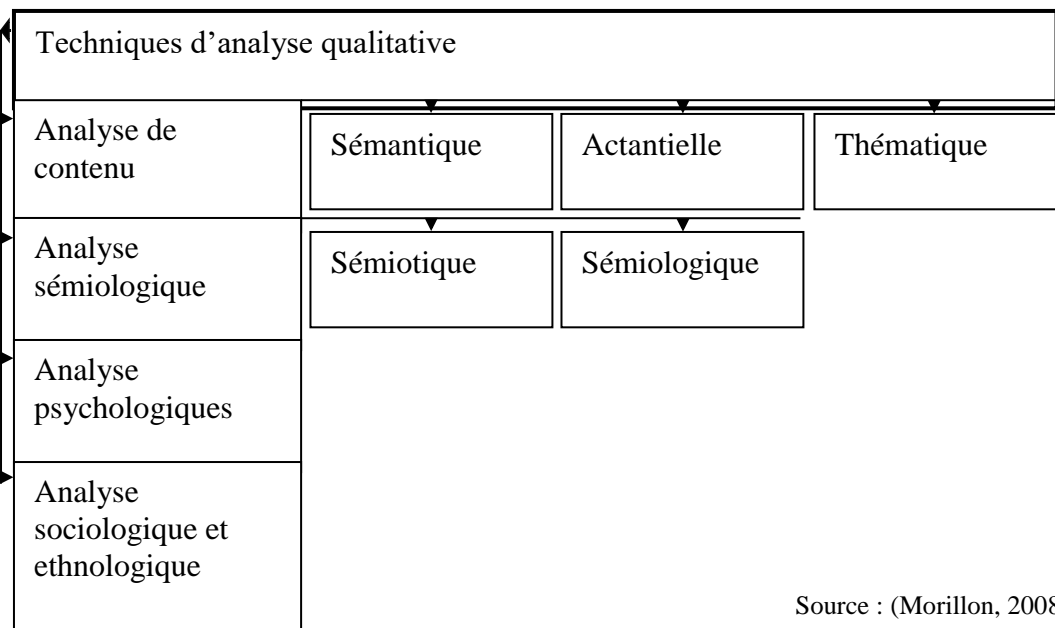 Techniques d’analyse qualitative
Analyse de
contenu
Sémantique
Actantielle
Thématique
Analyse
sémiologique
Sémiotique
Sémiologique
Analyse
psychologiques
Analyse
sociologique et
ethnologique
Source : (Morillon, 2008